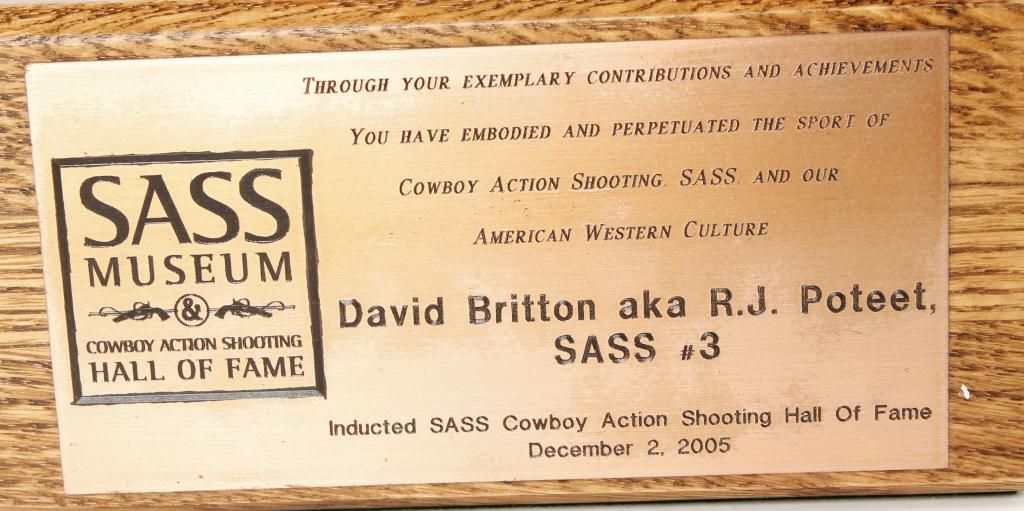 THROUGH YOUR EXEMPLARY CONTRIBUTIONS AND ACHIEVEMENTS
YOU HAVE EMBODIED AND PERPETUATED THE SPORT OF
COWBOY ACTION SHOOTING, SASS, AND OUR
AMERICAN WESTERN CULTURE
SASS
MUSEUM
&
COWBOY ACTION SHOOTING
HALL OF FAME
David Britton aka R.J. Poteet,
SASS #3
Inducted SASS Cowboy Action Shooting Hall Of Fame
December 2, 2005